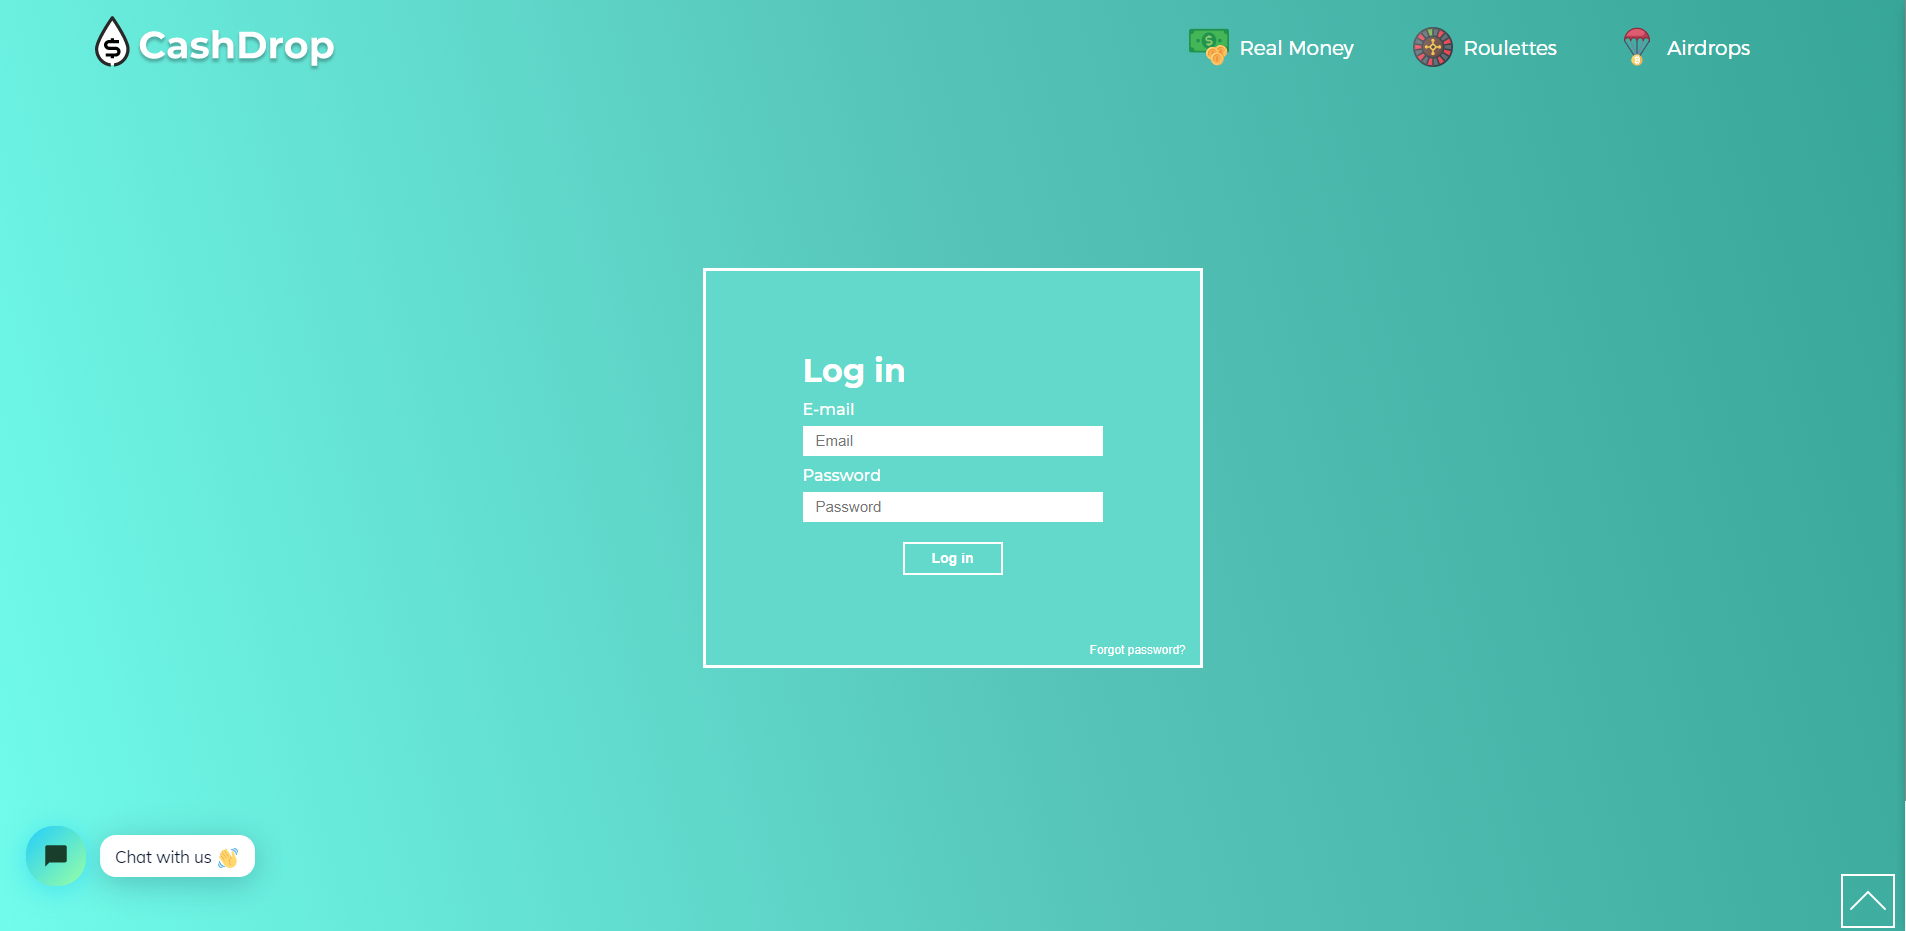 CashDrop
Real Money
Roulettes
Airdrops
Log in
E-mail
Email
Password
Password
Log in
Forgot password?
Chat with us 👋